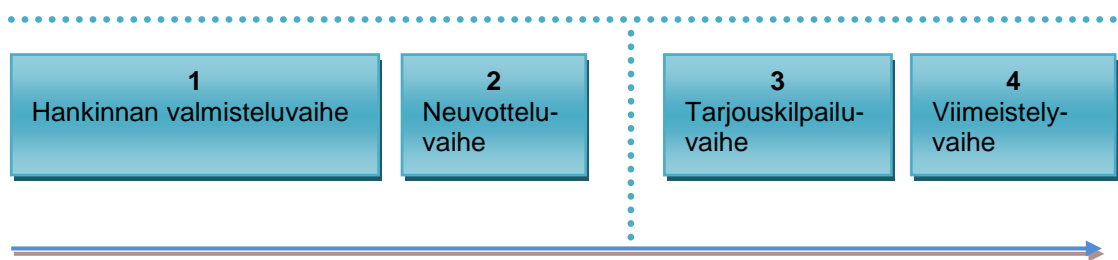 1
Hankinnan valmisteluvaihe
2
Neuvottelu-
vaihe
3
Tarjouskilpailu-
vaihe
4
Viimeistely-
vaihe